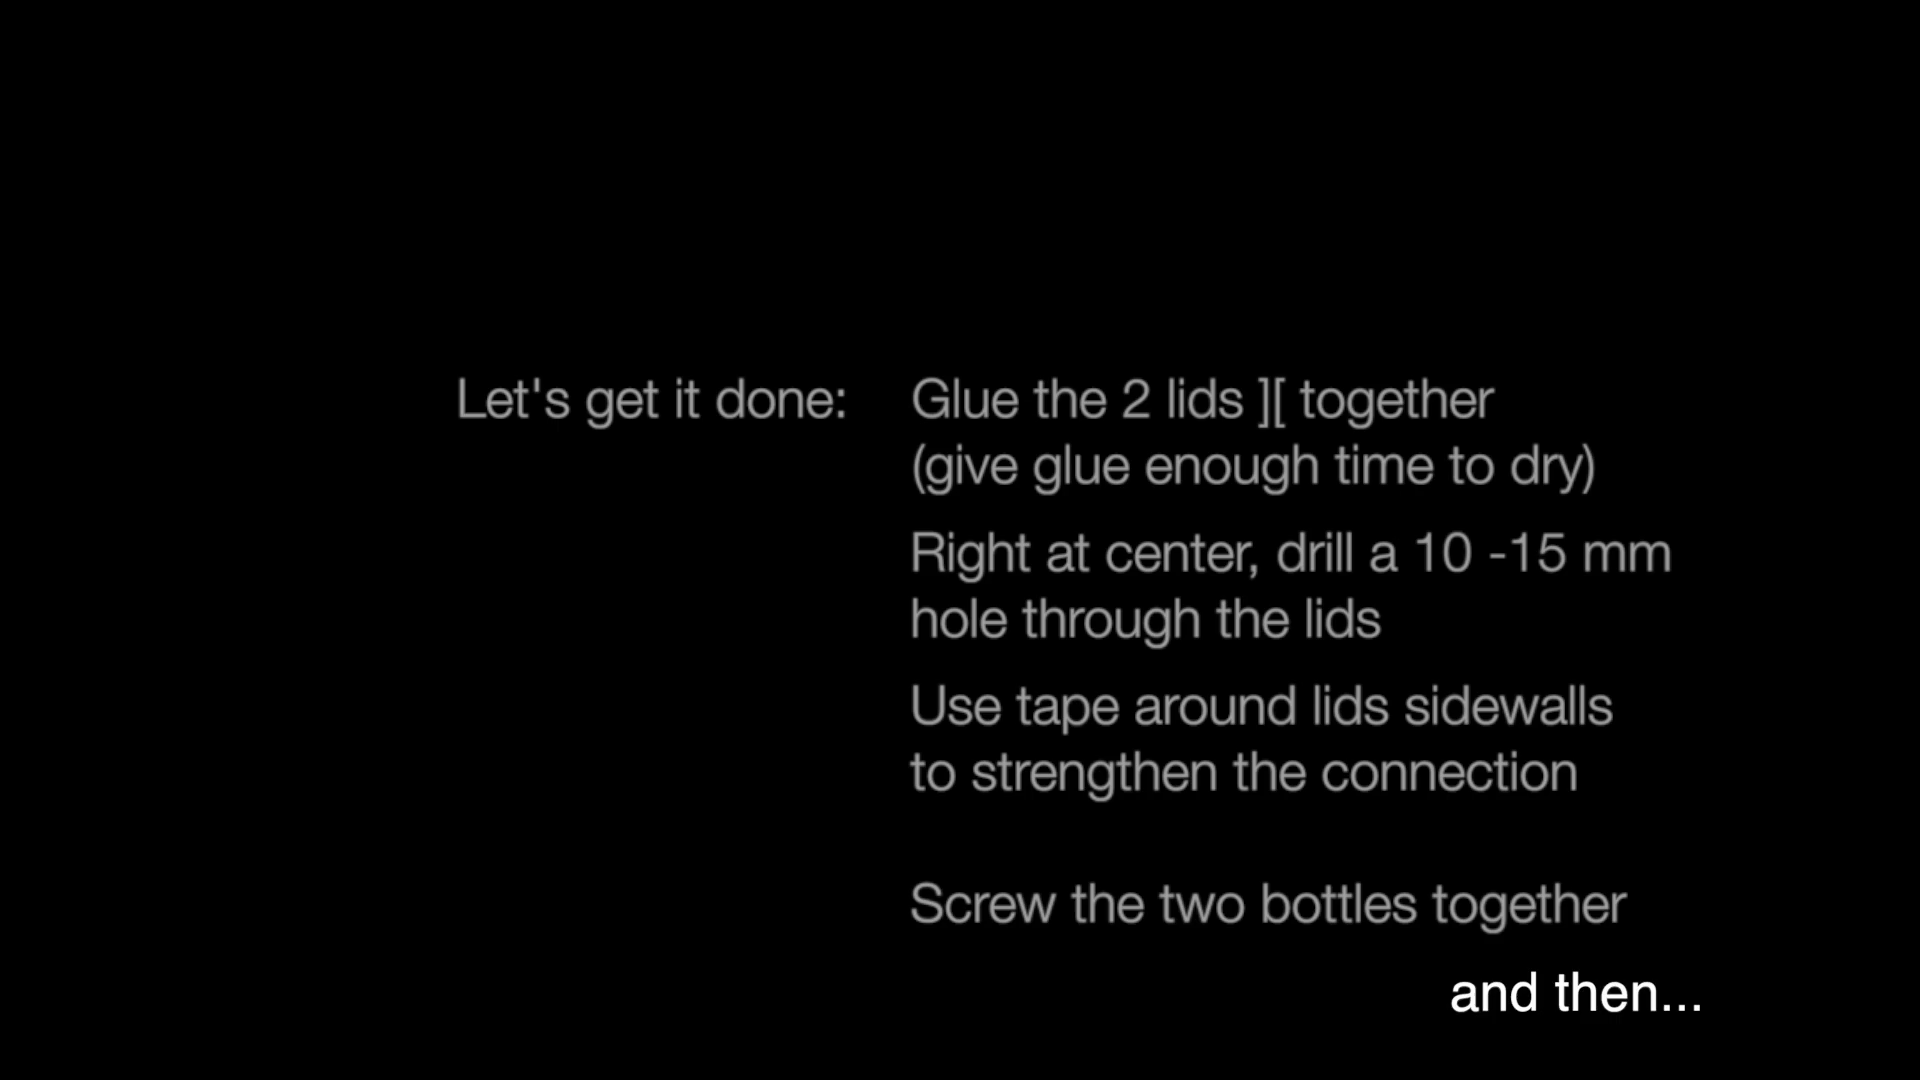 Let's get it done:
Glue the 2 lids ][ together
(give glue enough time to dry)
Right at center, drill a 10 -15 mm
hole through the lids
Use tape around lids sidewalls
to strengthen the connection
Screw the two bottles together
and then...